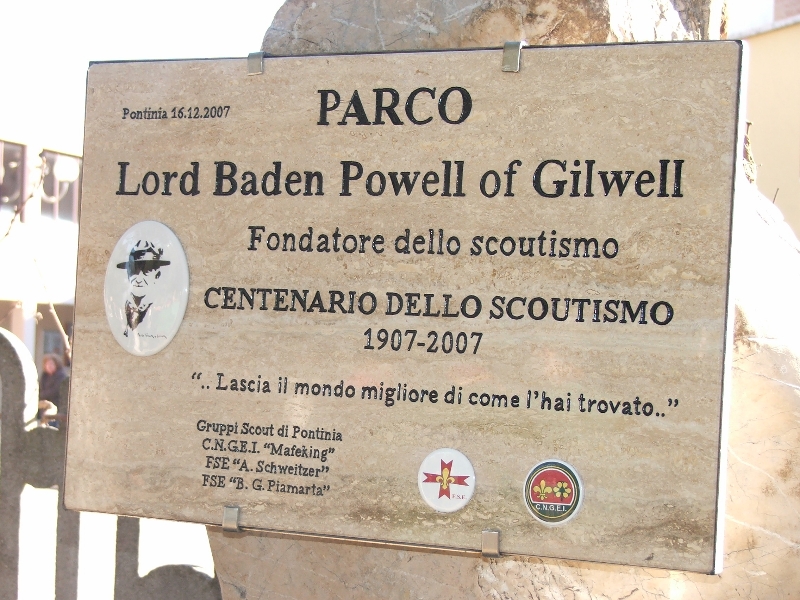 Pontinia 16.12.2007
PARCO
Lord Baden Powell of Gilwell
Fondatore dello scoutismo
CENTENARIO DELLO SCOUTISMO
1907-2007
“.. Lascia il mondo migliore di come l'hai trovato..”
Gruppi Scout di Pontinia
C.N.G.E.I. “Mafeking”
FSE “A. Schweitzer”
FSE “B. G. Piamarta”
F.S.E.
C.N.G.E.I.